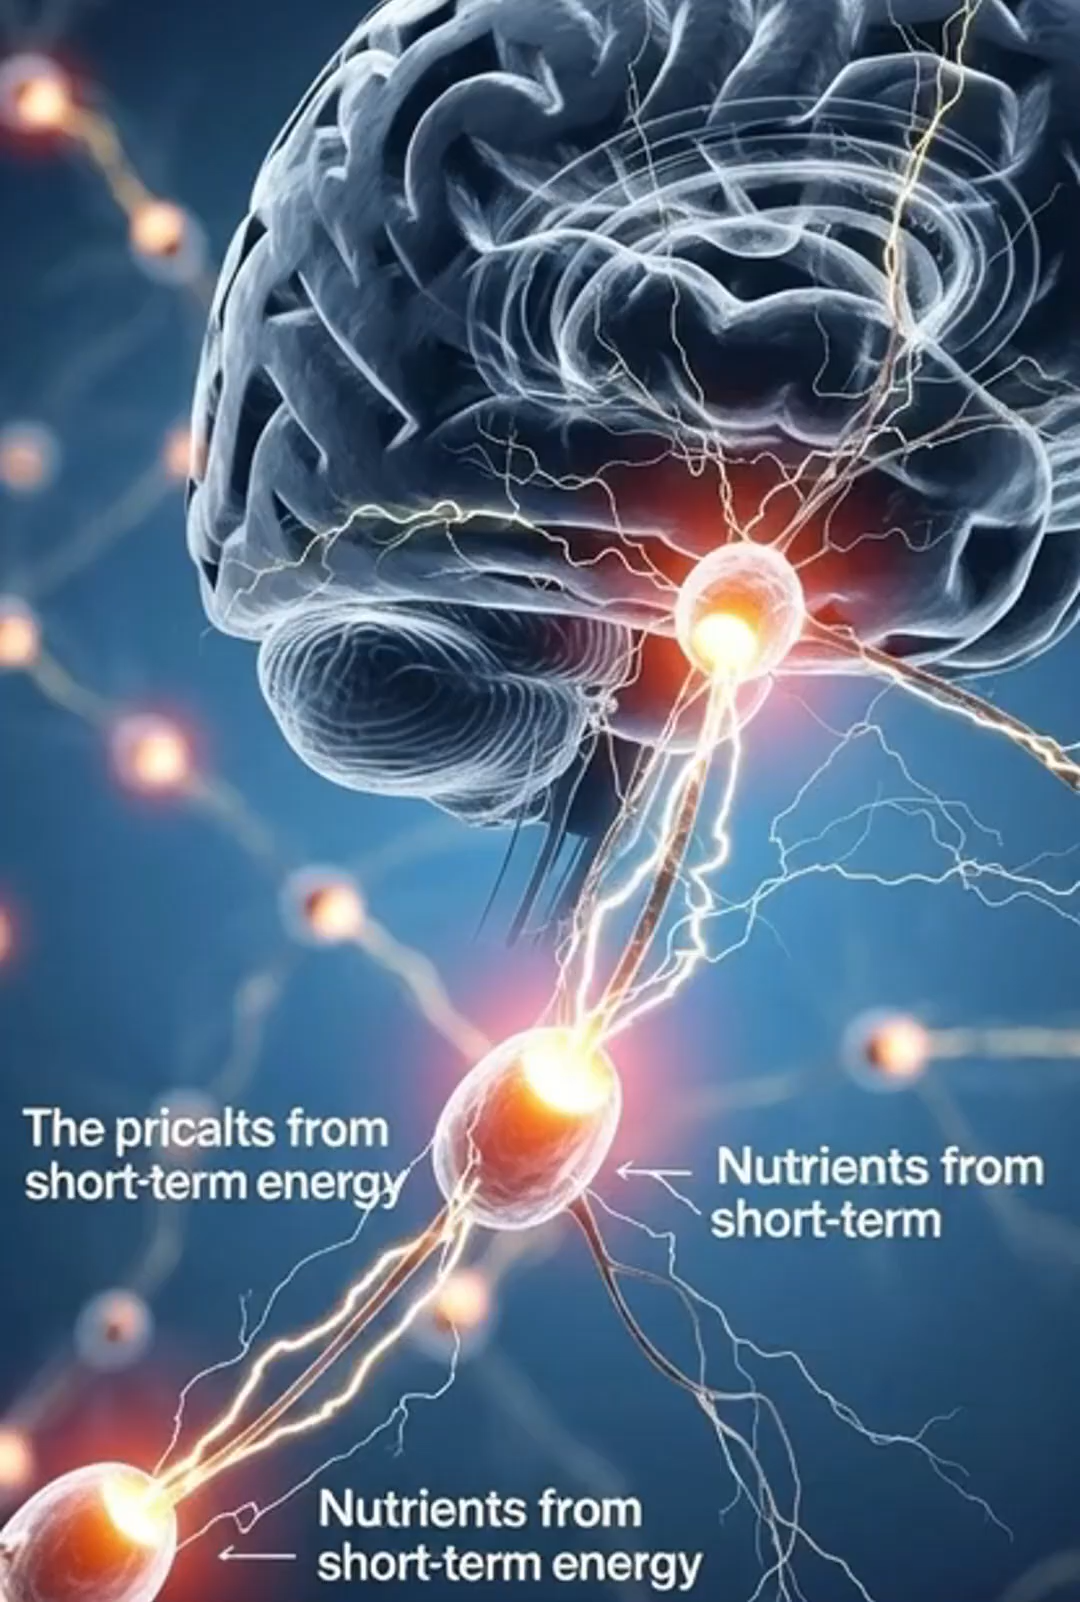 The pricalts from
short-term energy
Nutrients from
short-term
Nutrients from
short-term energy